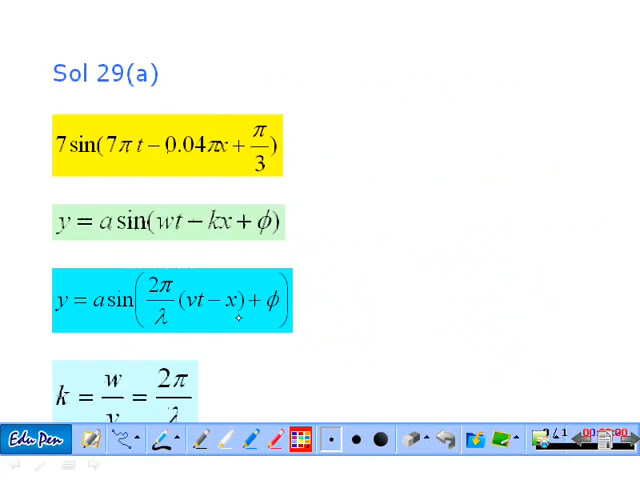 Sol 29(a)
7 sin( 7π t − 0.04πx + π/3 )
y = a sin(wt − kx + ϕ)
y = a sin( 2π/λ (vt − x) + ϕ )
k = w/v = 2π/λ
Edu Pen